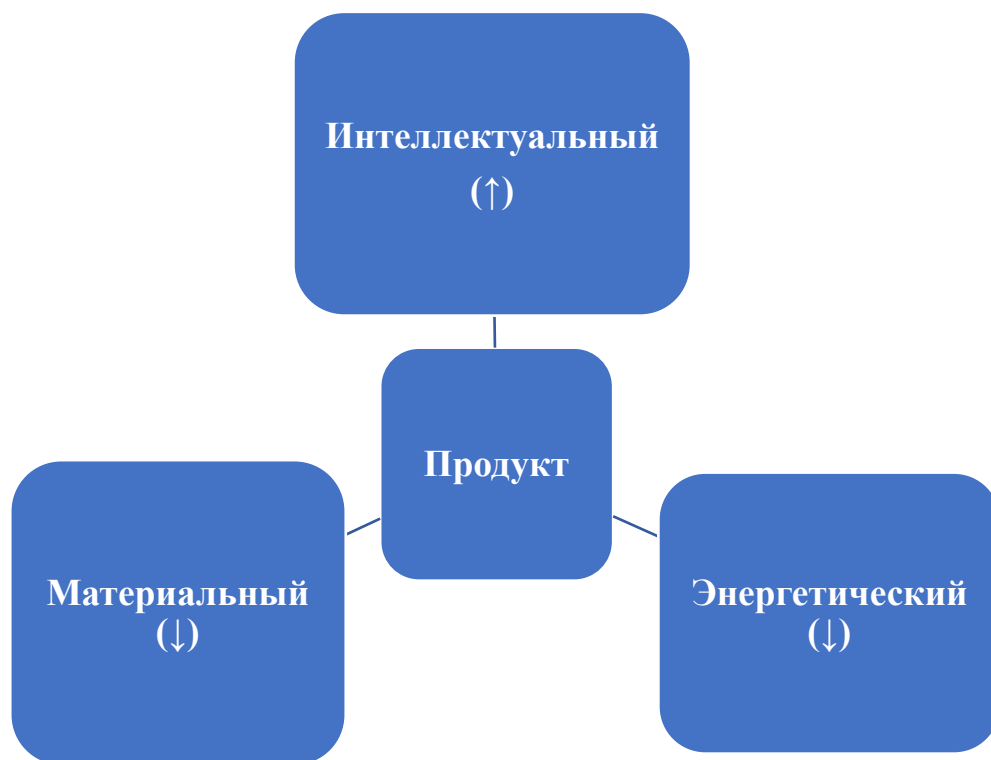 Интеллектуальный
(↑)
Продукт
Материальный
(↓)
Энергетический
(↓)